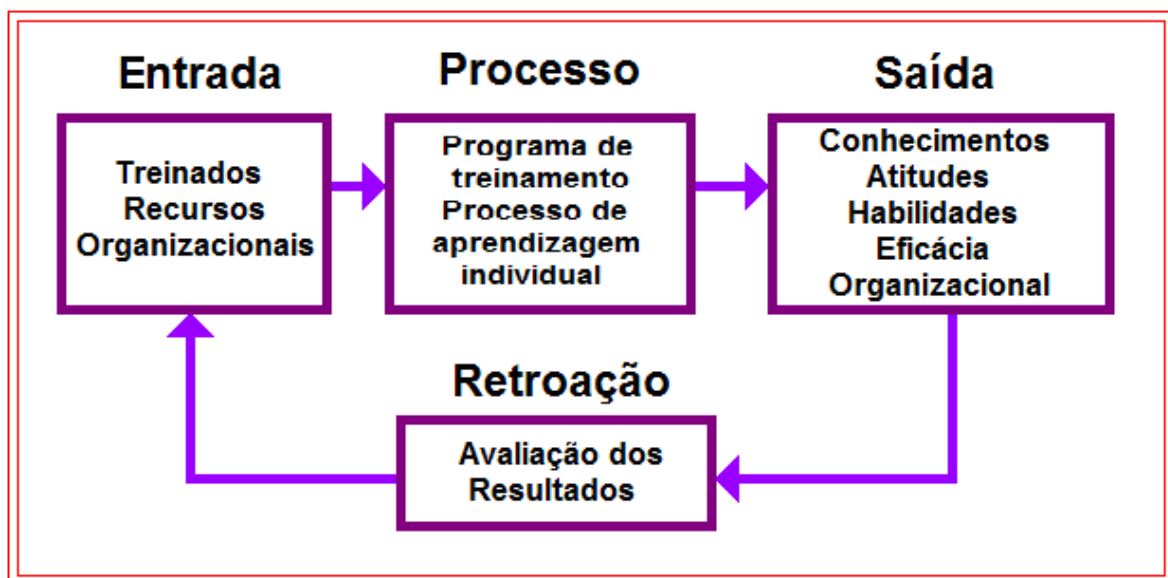 Entrada
Processo
Saída
Treinados
Recursos
Organizacionais
Programa de
treinamento
Processo de
aprendizagem
individual
Conhecimentos
Atitudes
Habilidades
Eficácia
Organizacional
Retroação
Avaliação dos
Resultados